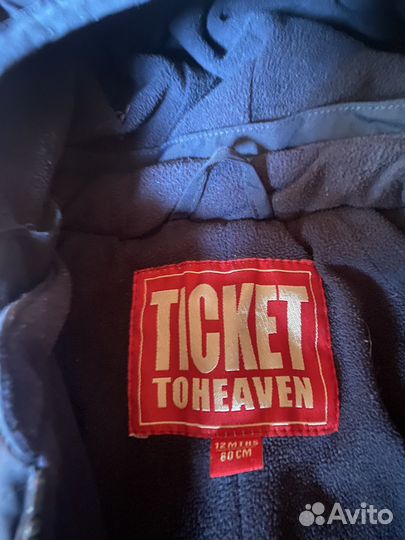 TICKET
TOHEAVEN
12 MTHS
80 CM
Avito